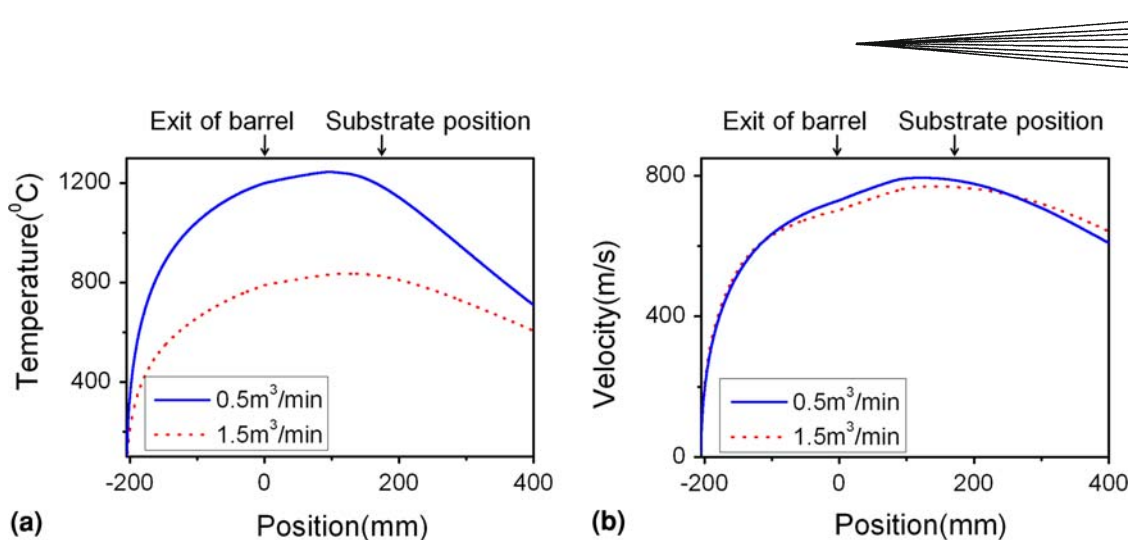 Exit of barrel Substrate position
1200
800
400
Temperature(⁰C)
0.5m³/min
1.5m³/min
-200 0 200 400
(a) Position(mm)
Exit of barrel Substrate position
800
400
0
Velocity(m/s)
0.5m³/min
1.5m³/min
-200 0 200 400
(b) Position(mm)